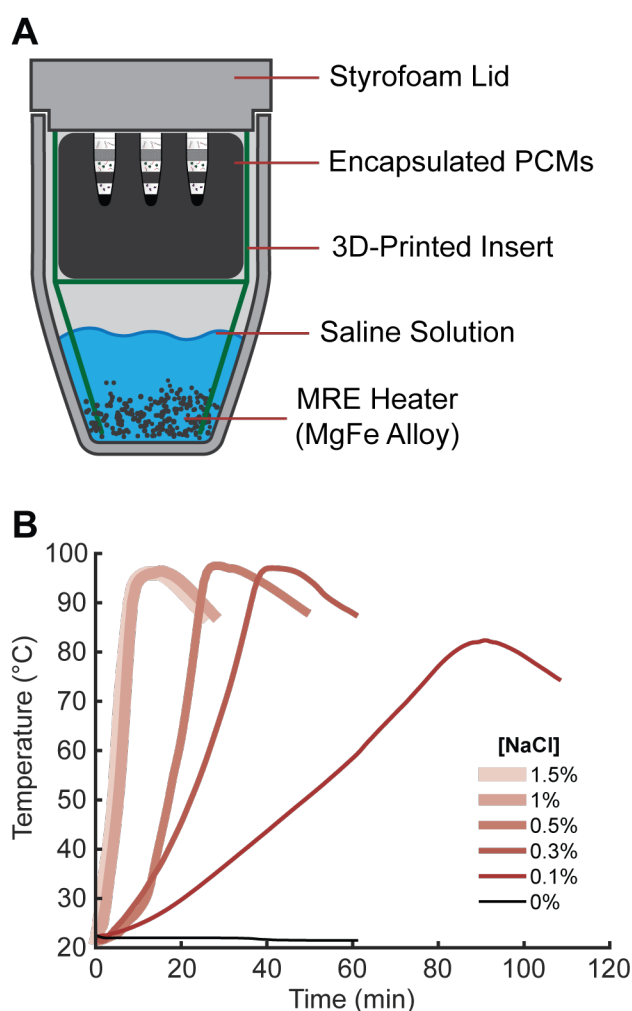 A
Styrofoam Lid
Encapsulated PCMs
3D-Printed Insert
Saline Solution
MRE Heater
(MgFe Alloy)
B
Temperature (°C)
100
90
80
70
60
50
40
30
20
0
20
40
60
80
100
120
Time (min)
[NaCl]
1.5%
1%
0.5%
0.3%
0.1%
0%